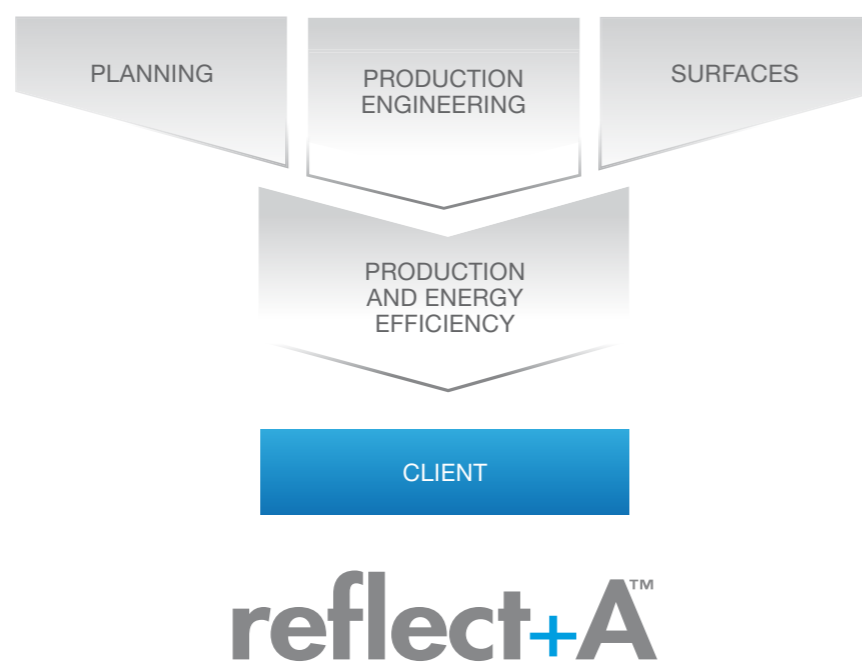 PLANNING
PRODUCTION
ENGINEERING
SURFACES
PRODUCTION
AND ENERGY
EFFICIENCY
CLIENT
reflect+A™